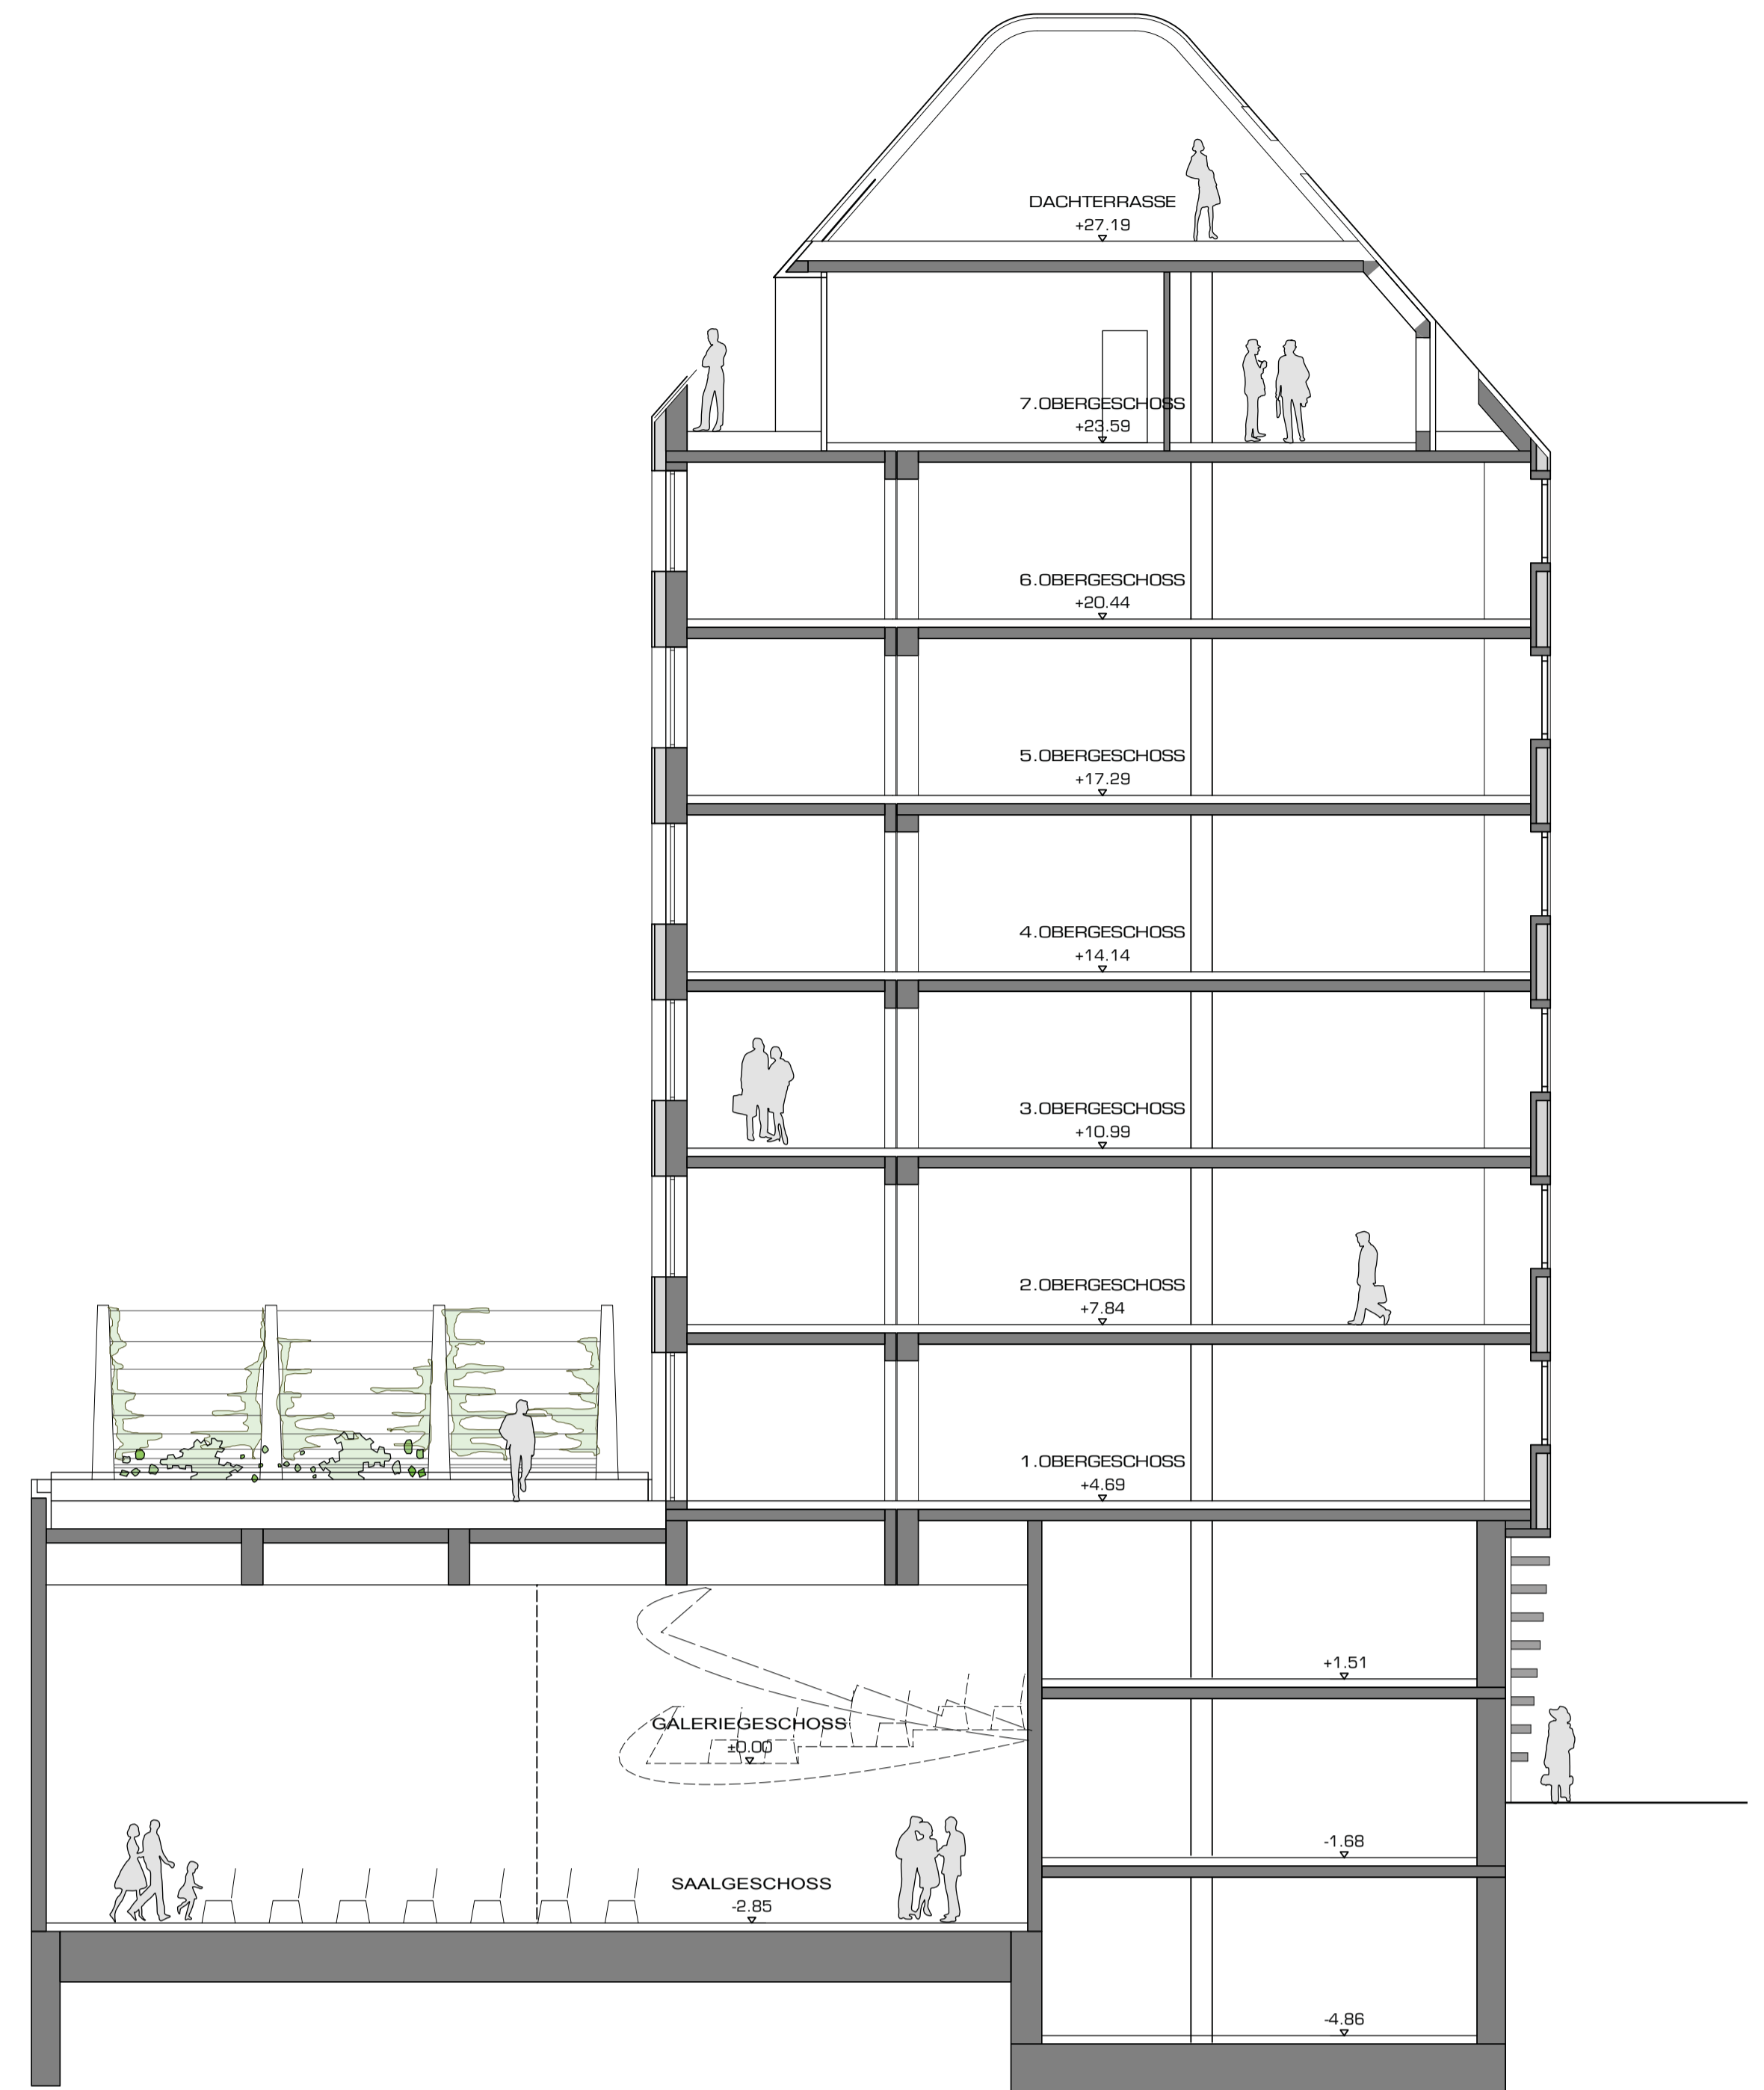 DACHTERRASSE
+27.19
7.OBERGESCHOSS
+23.59
6.OBERGESCHOSS
+20.44
5.OBERGESCHOSS
+17.29
4.OBERGESCHOSS
+14.14
3.OBERGESCHOSS
+10.99
2.OBERGESCHOSS
+7.84
1.OBERGESCHOSS
+4.69
+1.51
GALERIEGESCHOSS
±0.00
-1.68
SAALGESCHOSS
-2.85
-4.86